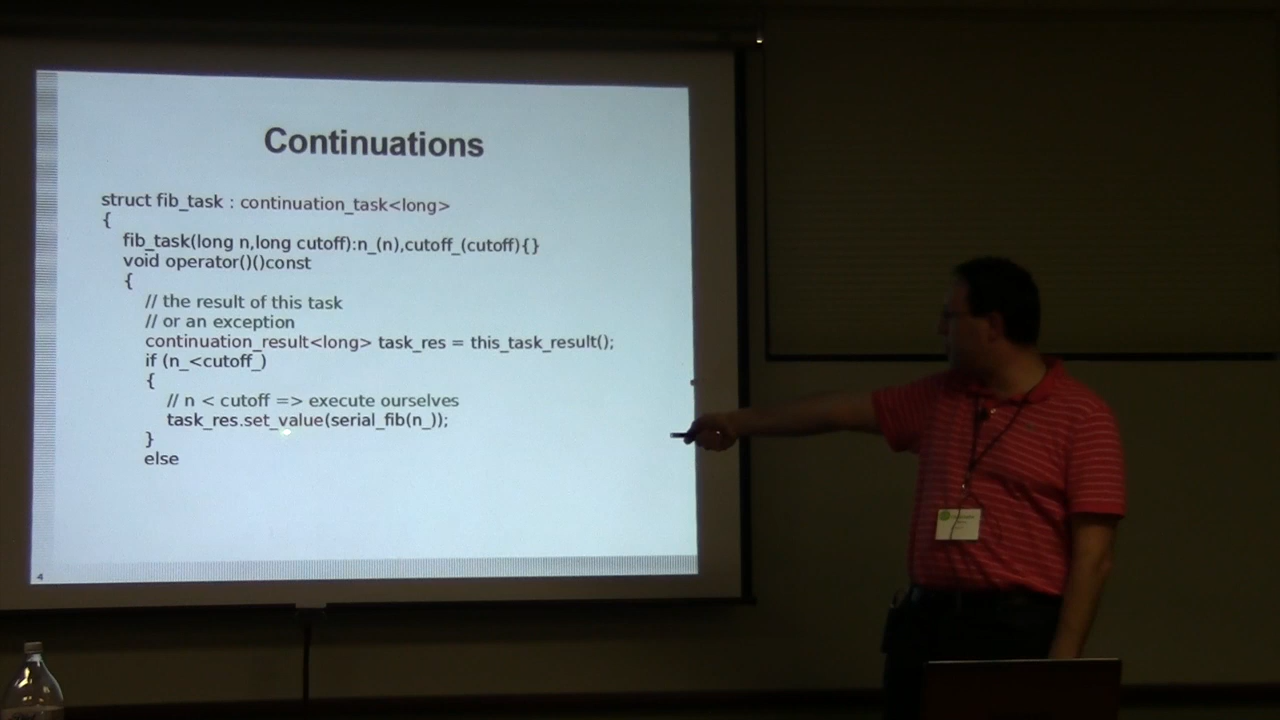 Continuations
struct fib_task : continuation_task<long>
{
fib_task(long n,long cutoff):n_(n),cutoff_(cutoff){}
void operator()()const
{
// the result of this task
// or an exception
continuation_result<long> task_res = this_task_result();
if (n_<cutoff_)
{
// n < cutoff => execute ourselves
task_res.set_value(serial_fib(n_));
}
else
4